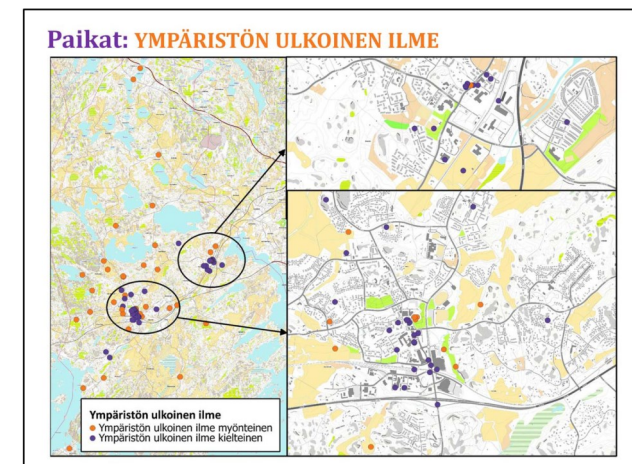 Paikat: YMPÄRISTÖN ULKOINEN ILME
Ympäristön ulkoinen ilme
Ympäristön ulkoinen ilme myönteinen
Ympäristön ulkoinen ilme kielteinen